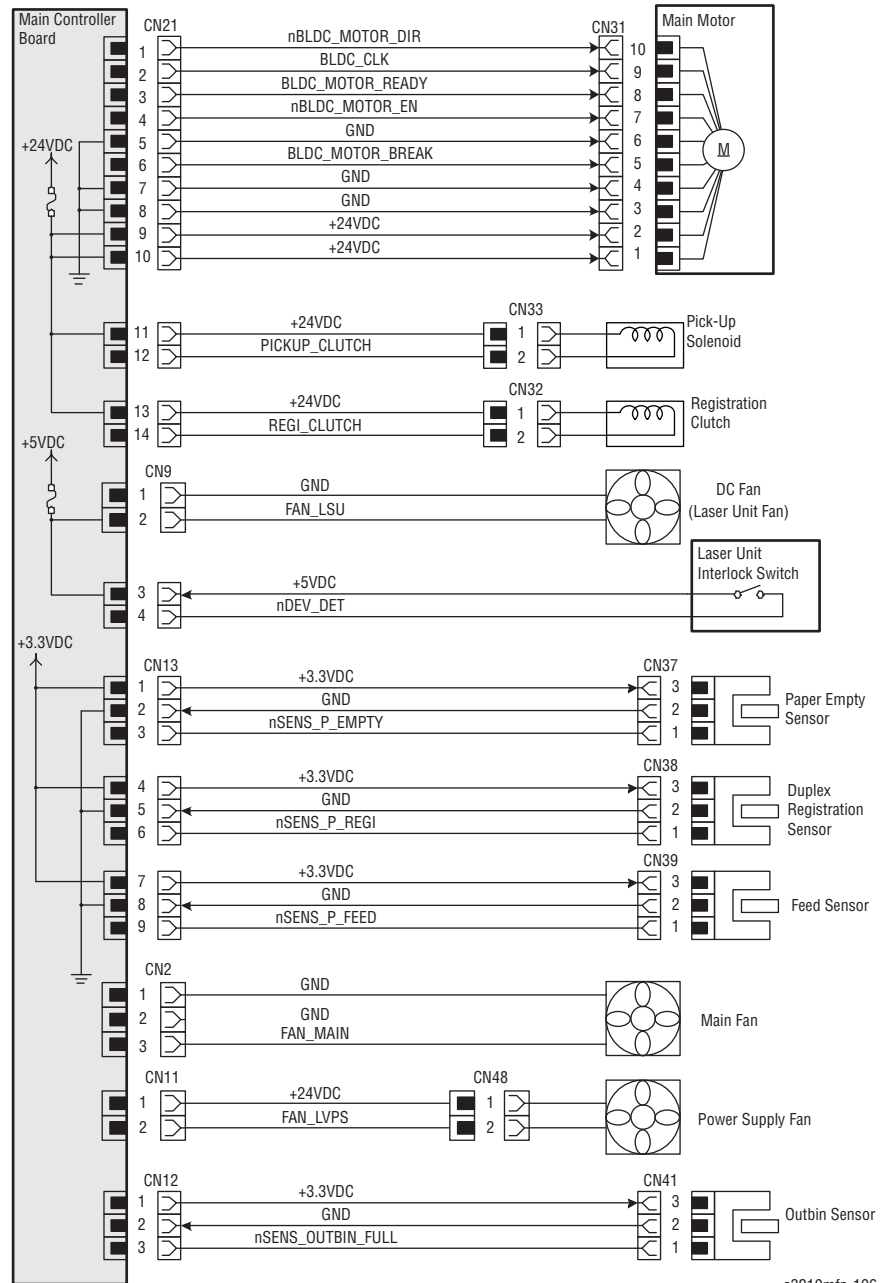 Main Controller
Board
CN21
CN31
Main Motor
1 nBLDC_MOTOR_DIR 10
2 BLDC_CLK 9
3 BLDC_MOTOR_READY 8
4 nBLDC_MOTOR_EN 7
+24VDC
5 GND 6
6 BLDC_MOTOR_BREAK 5
M
7 GND 4
8 GND 3
9 +24VDC 2
10 +24VDC 1
CN33
11 +24VDC 1
12 PICKUP_CLUTCH 2
Pick-Up
Solenoid
CN32
13 +24VDC 1
14 REGI_CLUTCH 2
Registration
Clutch
+5VDC
CN9
1 GND
2 FAN_LSU
DC Fan
(Laser Unit Fan)
Laser Unit
Interlock Switch
3 +5VDC
4 nDEV_DET
+3.3VDC
CN13
CN37
1 +3.3VDC 3
2 GND 2
3 nSENS_P_EMPTY 1
Paper Empty
Sensor
CN38
4 +3.3VDC 3
5 GND 2
6 nSENS_P_REGI 1
Duplex
Registration
Sensor
CN39
7 +3.3VDC 3
8 GND 2
9 nSENS_P_FEED 1
Feed Sensor
CN2
1 GND
2 GND
3 FAN_MAIN
Main Fan
CN11
CN48
1 +24VDC 1
2 FAN_LVPS 2
Power Supply Fan
CN12
CN41
1 +3.3VDC 3
2 GND 2
3 nSENS_OUTBIN_FULL 1
Outbin Sensor